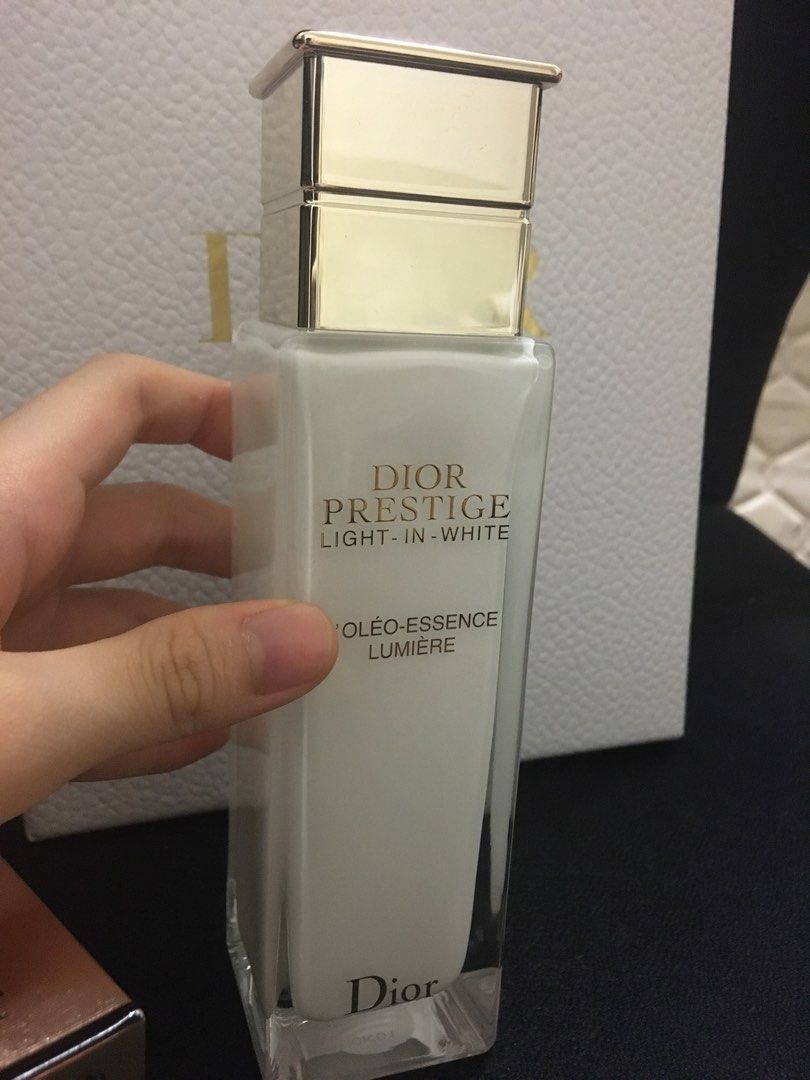 DIOR
PRESTIGE
LIGHT-IN-WHITE
'OLÉO-ESSENCE
LUMIÈRE
Dior